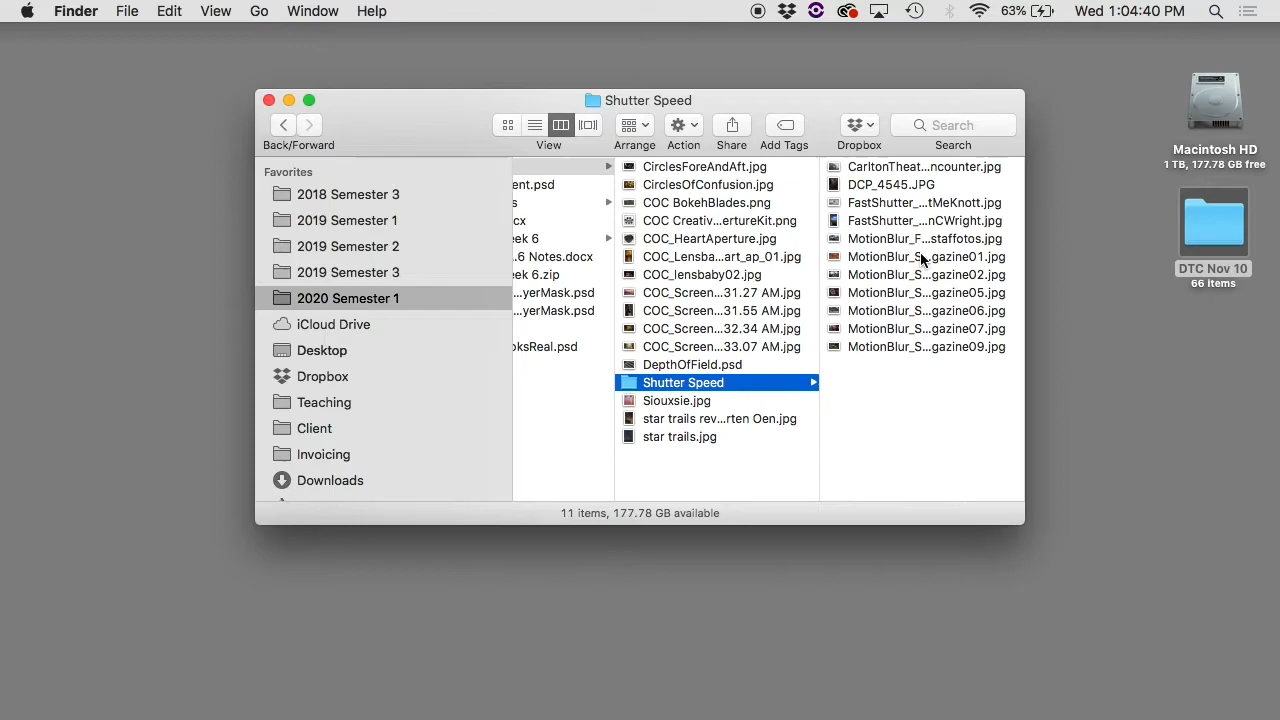 Finder File Edit View Go Window Help 63% Wed 1:04:40 PM
Shutter Speed
Back/Forward View Arrange Action Share Add Tags Dropbox Search
Search
Favorites
2018 Semester 3
2019 Semester 1
2019 Semester 2
2019 Semester 3
2020 Semester 1
iCloud Drive
Desktop
Dropbox
Teaching
Client
Invoicing
Downloads
ent.psd
s
cx
eek 6
.6 Notes.docx
eek 6.zip
...yerMask.psd
...yerMask.psd
oksReal.psd
CirclesForeAndAft.jpg
CirclesOfConfusion.jpg
COC BokehBlades.png
COC Creativ...ertureKit.png
COC_HeartAperture.jpg
COC_Lensba...art_ap_01.jpg
COC_lensbaby02.jpg
COC_Screen...31.27 AM.jpg
COC_Screen...31.55 AM.jpg
COC_Screen...32.34 AM.jpg
COC_Screen...33.07 AM.jpg
DepthOfField.psd
Shutter Speed
Siouxsie.jpg
star trails rev...rten Oen.jpg
star trails.jpg
CarltonTheat...ncounter.jpg
DCP_4545.JPG
FastShutter_...tMeKnott.jpg
FastShutter_...nCWright.jpg
MotionBlur_F...staffotos.jpg
MotionBlur_S...gazine01.jpg
MotionBlur_S...gazine02.jpg
MotionBlur_S...gazine05.jpg
MotionBlur_S...gazine06.jpg
MotionBlur_S...gazine07.jpg
MotionBlur_S...gazine09.jpg
11 items, 177.78 GB available
Macintosh HD
1 TB, 177.78 GB free
DTC Nov 10
66 items